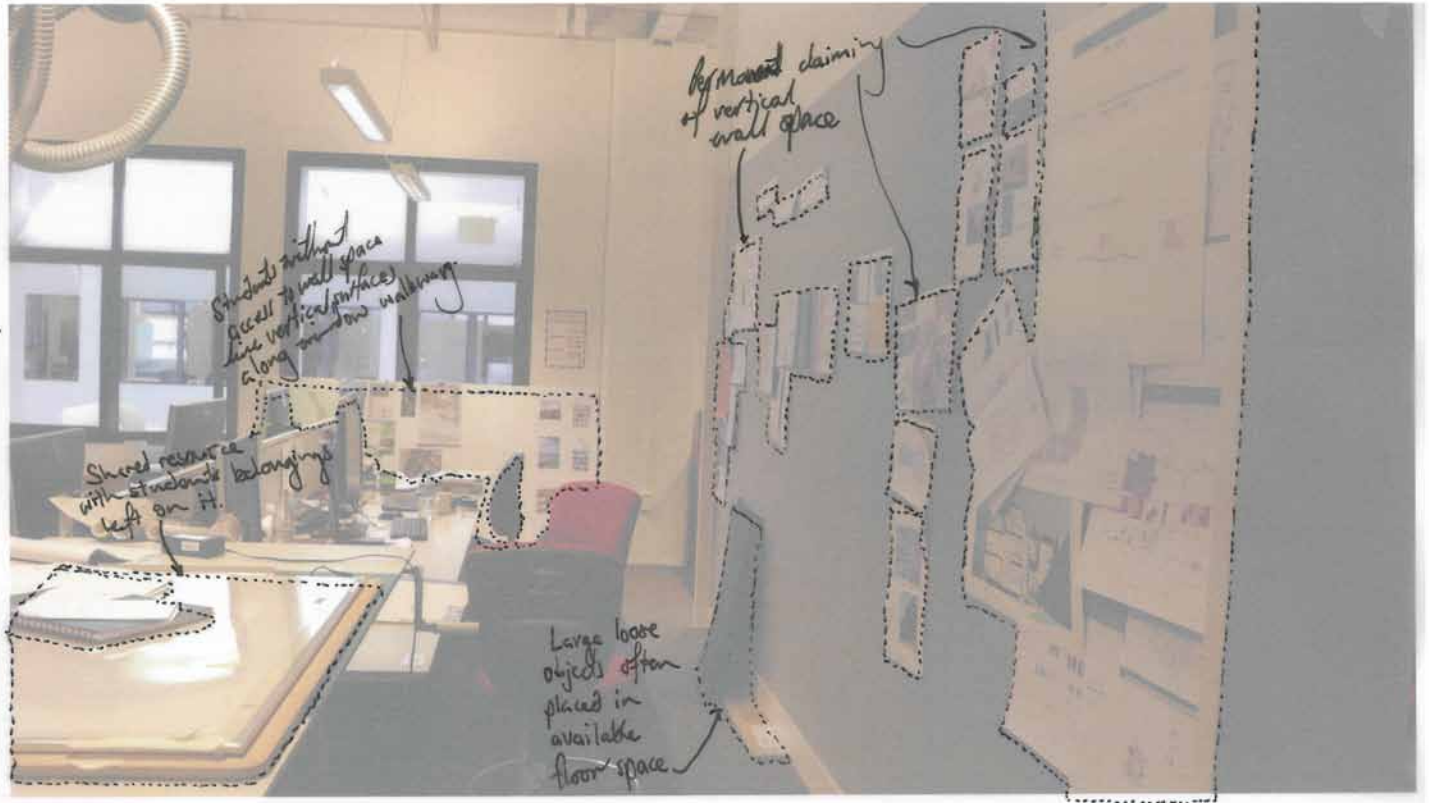 Permanent claiming
of vertical
wall space
Students without
access to wall space
line vertical surfaces
along window walkway.
Shared resource
with students belongings
left on it.
Large loose
objects often
placed in
available
floor space